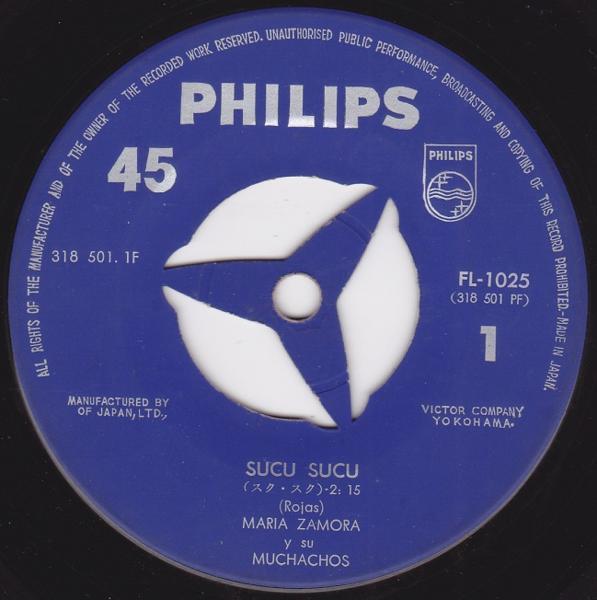 ALL RIGHTS OF THE MANUFACTURER AND OF THE OWNER OF THE RECORDED WORK RESERVED. UNAUTHORISED PUBLIC PERFORMANCE, BROADCASTING AND COPYING OF THIS RECORD PROHIBITED.-MADE IN JAPAN.
PHILIPS
45
PHILIPS
318 501. 1F
FL-1025
(318 501 PF)
1
MANUFACTURED BY VICTOR COMPANY
OF JAPAN, LTD., YOKOHAMA.
SUCU SUCU
(スク・スク)-2: 15
(Rojas)
MARIA ZAMORA
y su
MUCHACHOS